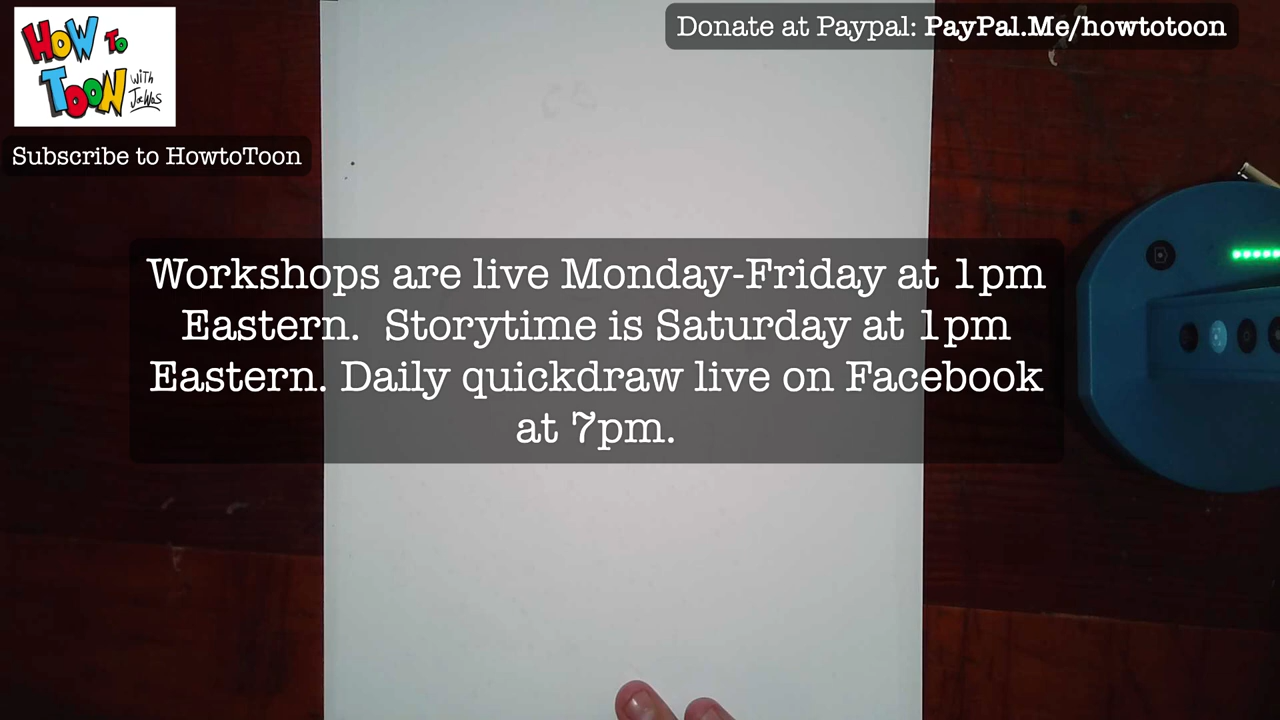 HOW TO
TOON
WITH
JoeWos
Subscribe to HowtoToon
Donate at Paypal: PayPal.Me/howtotoon
Workshops are live Monday-Friday at 1pm
Eastern. Storytime is Saturday at 1pm
Eastern. Daily quickdraw live on Facebook
at 7pm.